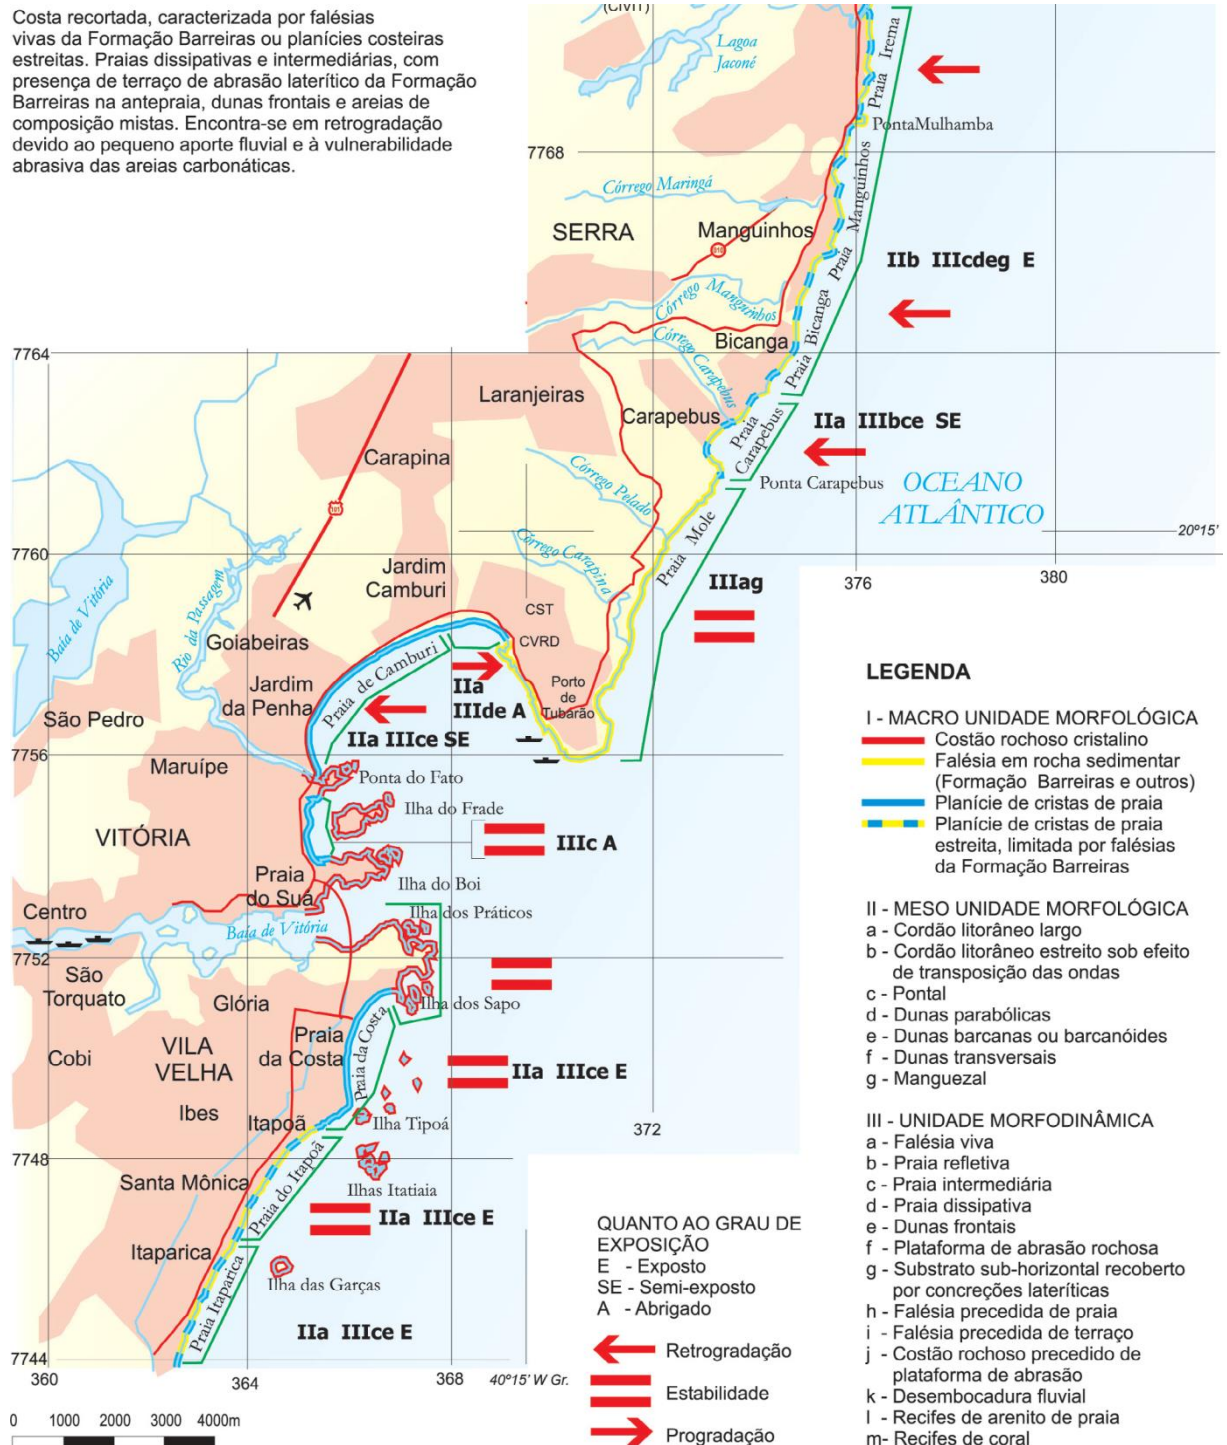 Costa recortada, caracterizada por falésias
vivas da Formação Barreiras ou planícies costeiras
estreitas. Praias dissipativas e intermediárias, com
presença de terraço de abrasão laterítico da Formação
Barreiras na antepraia, dunas frontais e areias de
composição mistas. Encontra-se em retrogradação
devido ao pequeno aporte fluvial e à vulnerabilidade
abrasiva das areias carbonáticas.
(CIVIT)
Lagoa
Jaconé
Praia Irema
PontaMulhamba
7768
Córrego Maringá
SERRA
Manguinhos
010
Praia Manguinhos
IIb IIIcdeg E
Córrego Manguinhos
Bicanga
Praia Bicanga
7764
Córrego Carapebus
Laranjeiras
Carapebus
Praia
Carapebus
IIa IIIbce SE
Carapina
Ponta Carapebus
OCEANO
ATLÂNTICO
101
Córrego Pelado
20º15'
Praia Mole
7760
Córrego Carapina
376
380
Jardim
Camburi
IIIag
Baía de Vitória
Rio da Passagem
CST
Goiabeiras
CVRD
Praia de Camburi
Jardim
da Penha
IIa
IIIde A
Porto
de
Tubarão
São Pedro
IIa IIIce SE
7756
Maruípe
Ponta do Fato
Ilha do Frade
VITÓRIA
IIIc A
Praia
do Suá
Ilha do Boi
Centro
Ilha dos Práticos
Baía de Vitória
7752
São
Torquato
Glória
Ilha dos Sapo
Praia
da Costa
Praia da Costa
VILA
VELHA
Cobi
IIa IIIce E
Ibes
Itapoã
Ilha Tipoá
372
7748
Santa Mônica
Praia do Itapoã
Ilhas Itatiaia
IIa IIIce E
Itaparica
Ilha das Garças
Praia Itaparica
IIa IIIce E
7744
360
364
368
40º15' W Gr.
0
1000
2000
3000
4000m
QUANTO AO GRAU DE
EXPOSIÇÃO
E - Exposto
SE - Semi-exposto
A - Abrigado
Retrogradação
Estabilidade
Progradação
LEGENDA
I - MACRO UNIDADE MORFOLÓGICA
Costão rochoso cristalino
Falésia em rocha sedimentar
(Formação Barreiras e outros)
Planície de cristas de praia
Planície de cristas de praia
estreita, limitada por falésias
da Formação Barreiras
II - MESO UNIDADE MORFOLÓGICA
a - Cordão litorâneo largo
b - Cordão litorâneo estreito sob efeito
de transposição das ondas
c - Pontal
d - Dunas parabólicas
e - Dunas barcanas ou barcanóides
f - Dunas transversais
g - Manguezal
III - UNIDADE MORFODINÂMICA
a - Falésia viva
b - Praia refletiva
c - Praia intermediária
d - Praia dissipativa
e - Dunas frontais
f - Plataforma de abrasão rochosa
g - Substrato sub-horizontal recoberto
por concreções lateríticas
h - Falésia precedida de praia
i - Falésia precedida de terraço
j - Costão rochoso precedido de
plataforma de abrasão
k - Desembocadura fluvial
l - Recifes de arenito de praia
m- Recifes de coral